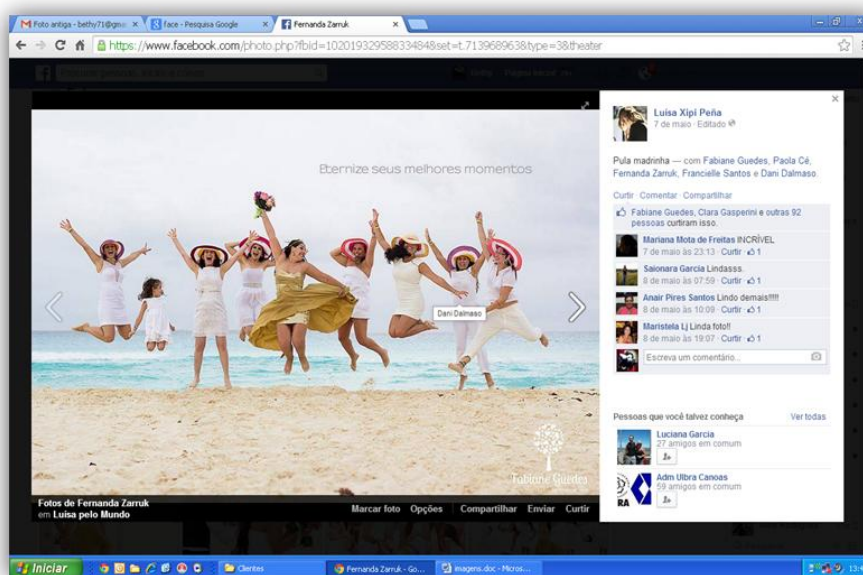 Foto antiga - bethy71@gma
face - Pesquisa Google
Fernanda Zarruk
https://www.facebook.com/photo.php?fbid=10201932958833484&set=t.713968963&type=3&theater
Eternize seus melhores momentos
Dani Dalmaso
Fabiane Guedes
Fotos de Fernanda Zarruk
em Luisa pelo Mundo
Marcar foto Opções Compartilhar Enviar Curtir
Luisa Xipi Peña
7 de maio · Editado
Pula madrinha — com Fabiane Guedes, Paola Cé,
Fernanda Zarruk, Francielle Santos e Dani Dalmaso.
Curtir · Comentar · Compartilhar
Fabiane Guedes, Clara Gasperini e outras 92
pessoas curtiram isso.
Mariana Mota de Freitas INCRÍVEL
7 de maio às 23:13 · Curtir · 1
Saionara Garcia Lindasss.
8 de maio às 07:59 · Curtir · 1
Anair Pires Santos Lindo demais!!!!!
8 de maio às 10:09 · Curtir · 1
Maristela Lj Linda foto!!
8 de maio às 19:07 · Curtir · 1
Escreva um comentário...
Pessoas que você talvez conheça Ver todas
Luciana Garcia
27 amigos em comum
Adm Ulbra Canoas
59 amigos em comum
RA
Iniciar
Clientes
Fernanda Zarruk - Go...
imagens.doc - Micros...